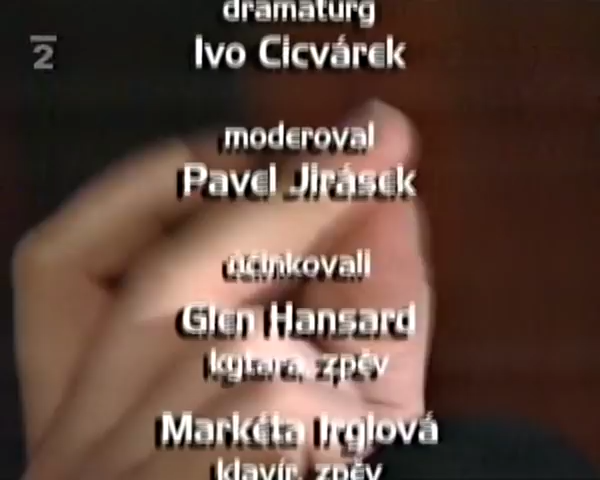 dramaturg
Ivo Cicvárek
2
moderoval
Pavel Jirásek
účinkovali
Glen Hansard
kytara, zpěv
Markéta Irglová
klavír, zpěv